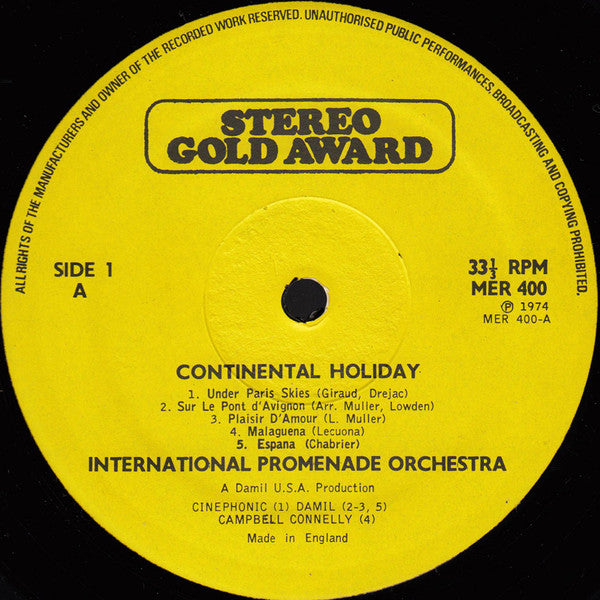 ALL RIGHTS OF THE MANUFACTURERS AND OWNER OF THE RECORDED WORK RESERVED. UNAUTHORISED PUBLIC PERFORMANCES, BROADCASTING AND COPYING PROHIBITED.
STEREO
GOLD AWARD
SIDE 1
A
33⅓ RPM
MER 400
℗ 1974
MER 400-A
CONTINENTAL HOLIDAY
1. Under Paris Skies (Giraud, Drejac)
2. Sur Le Pont d'Avignon (Arr. Muller, Lowden)
3. Plaisir D'Amour (L. Muller)
4. Malaguena (Lecuona)
5. Espana (Chabrier)
INTERNATIONAL PROMENADE ORCHESTRA
A Damil U.S.A. Production
CINEPHONIC (1) DAMIL (2-3, 5)
CAMPBELL CONNELLY (4)
Made in England